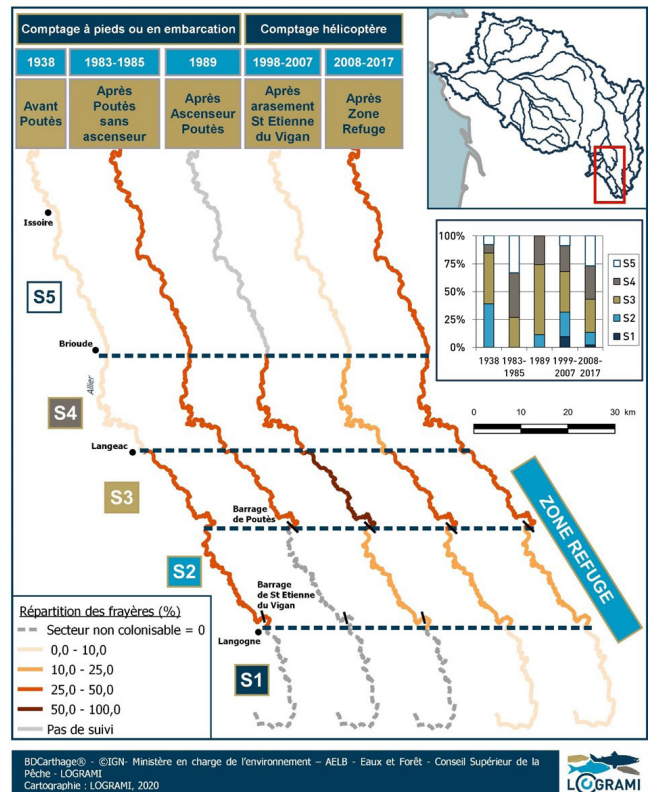 Comptage à pieds ou en embarcation
Comptage hélicoptère
1938
1983-1985
1989
1998-2007
2008-2017
Avant
Poutès
Après
Poutès
sans
ascenseur
Après
Ascenseur
Poutès
Après
arasement
St Etienne
du Vigan
Après
Zone
Refuge
Issoire
S5
Brioude
Allier
S4
Langeac
S3
Barrage
de Poutès
S2
Barrage
de St Etienne
du Vigan
Langogne
S1
ZONE REFUGE
100%
75%
50%
25%
0%
1938
1983-
1985
1989
1999-
2007
2008-
2017
S5
S4
S3
S2
S1
0 10 20 30 km
Répartition des frayères (%)
Secteur non colonisable = 0
0,0 - 10,0
10,0 - 25,0
25,0 - 50,0
50,0 - 100,0
Pas de suivi
BDCarthage® - ©IGN- Ministère en charge de l'environnement – AELB - Eaux et Forêt - Conseil Supérieur de la
Pêche - LOGRAMI
Cartographie : LOGRAMI, 2020
LOGRAMI